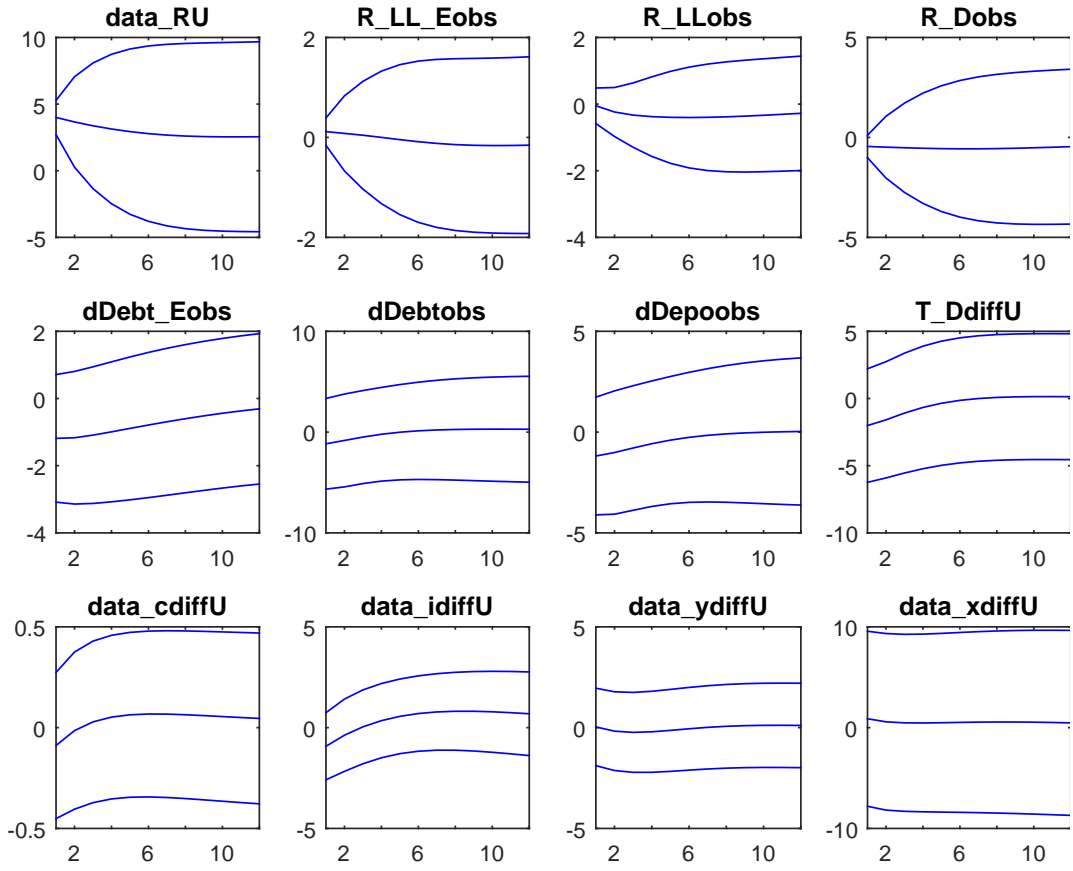 data_RU R_LL_Eobs R_LLobs R_Dobs
10 2 2 5
5 1 0 0
0 0 -2 -5
-5 -1 -4
-2
2 6 10 2 6 10 2 6 10 2 6 10
dDebt_Eobs dDebtobs dDepoobs T_DdiffU
2 10 5 5
0 0 0 0
-2 -10 -5 -5
-4 -10
2 6 10 2 6 10 2 6 10 2 6 10
data_cdiffU data_idiffU data_ydiffU data_xdiffU
0.5 5 5 10
0 0 0 0
-0.5 -5 -5 -10
2 6 10 2 6 10 2 6 10 2 6 10